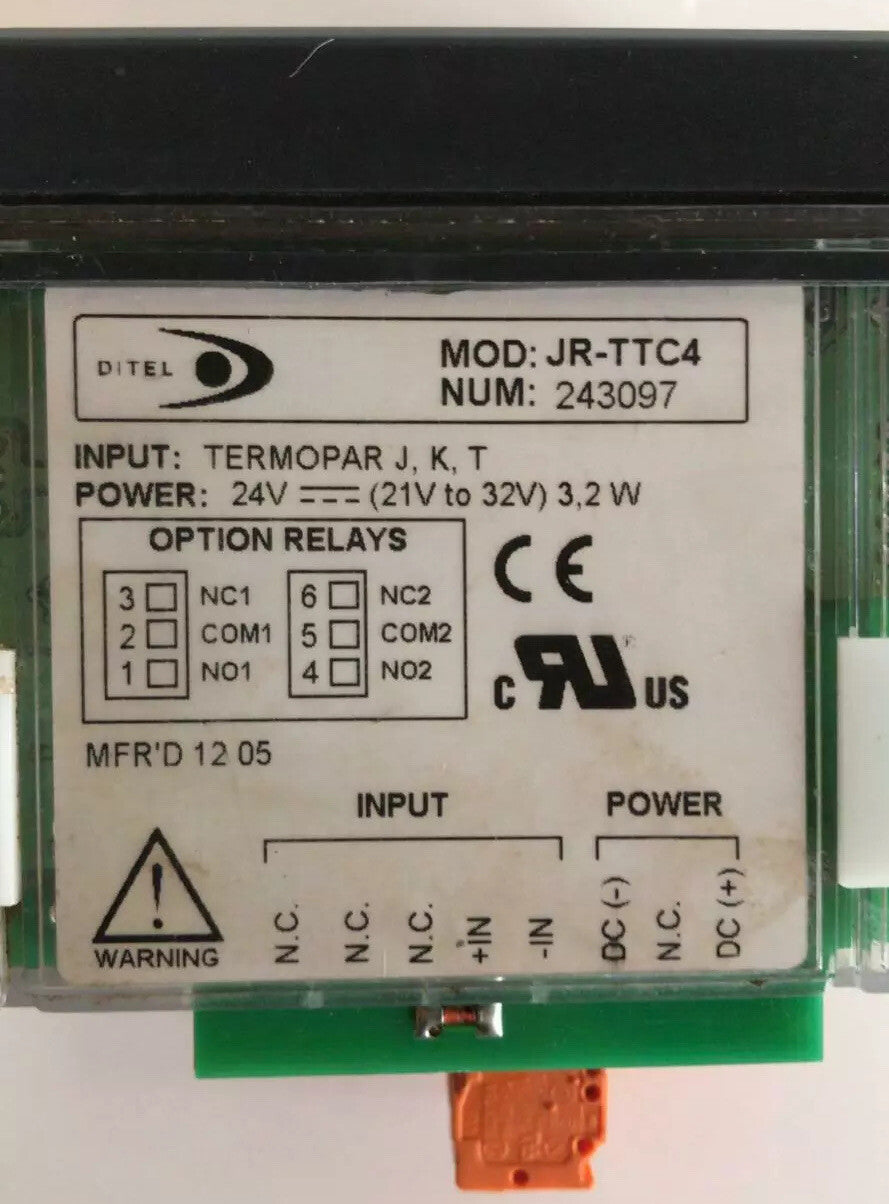 DITEL
MOD: JR-TTC4
NUM: 243097
INPUT: TERMOPAR J, K, T
POWER: 24V (21V to 32V) 3,2 W
OPTION RELAYS
3 NC1 6 NC2
2 COM1 5 COM2
1 NO1 4 NO2
CE
C RU ® US
MFR'D 12 05
INPUT POWER
! WARNING
N.C. N.C. N.C. +IN -IN DC (-) N.C. DC (+)